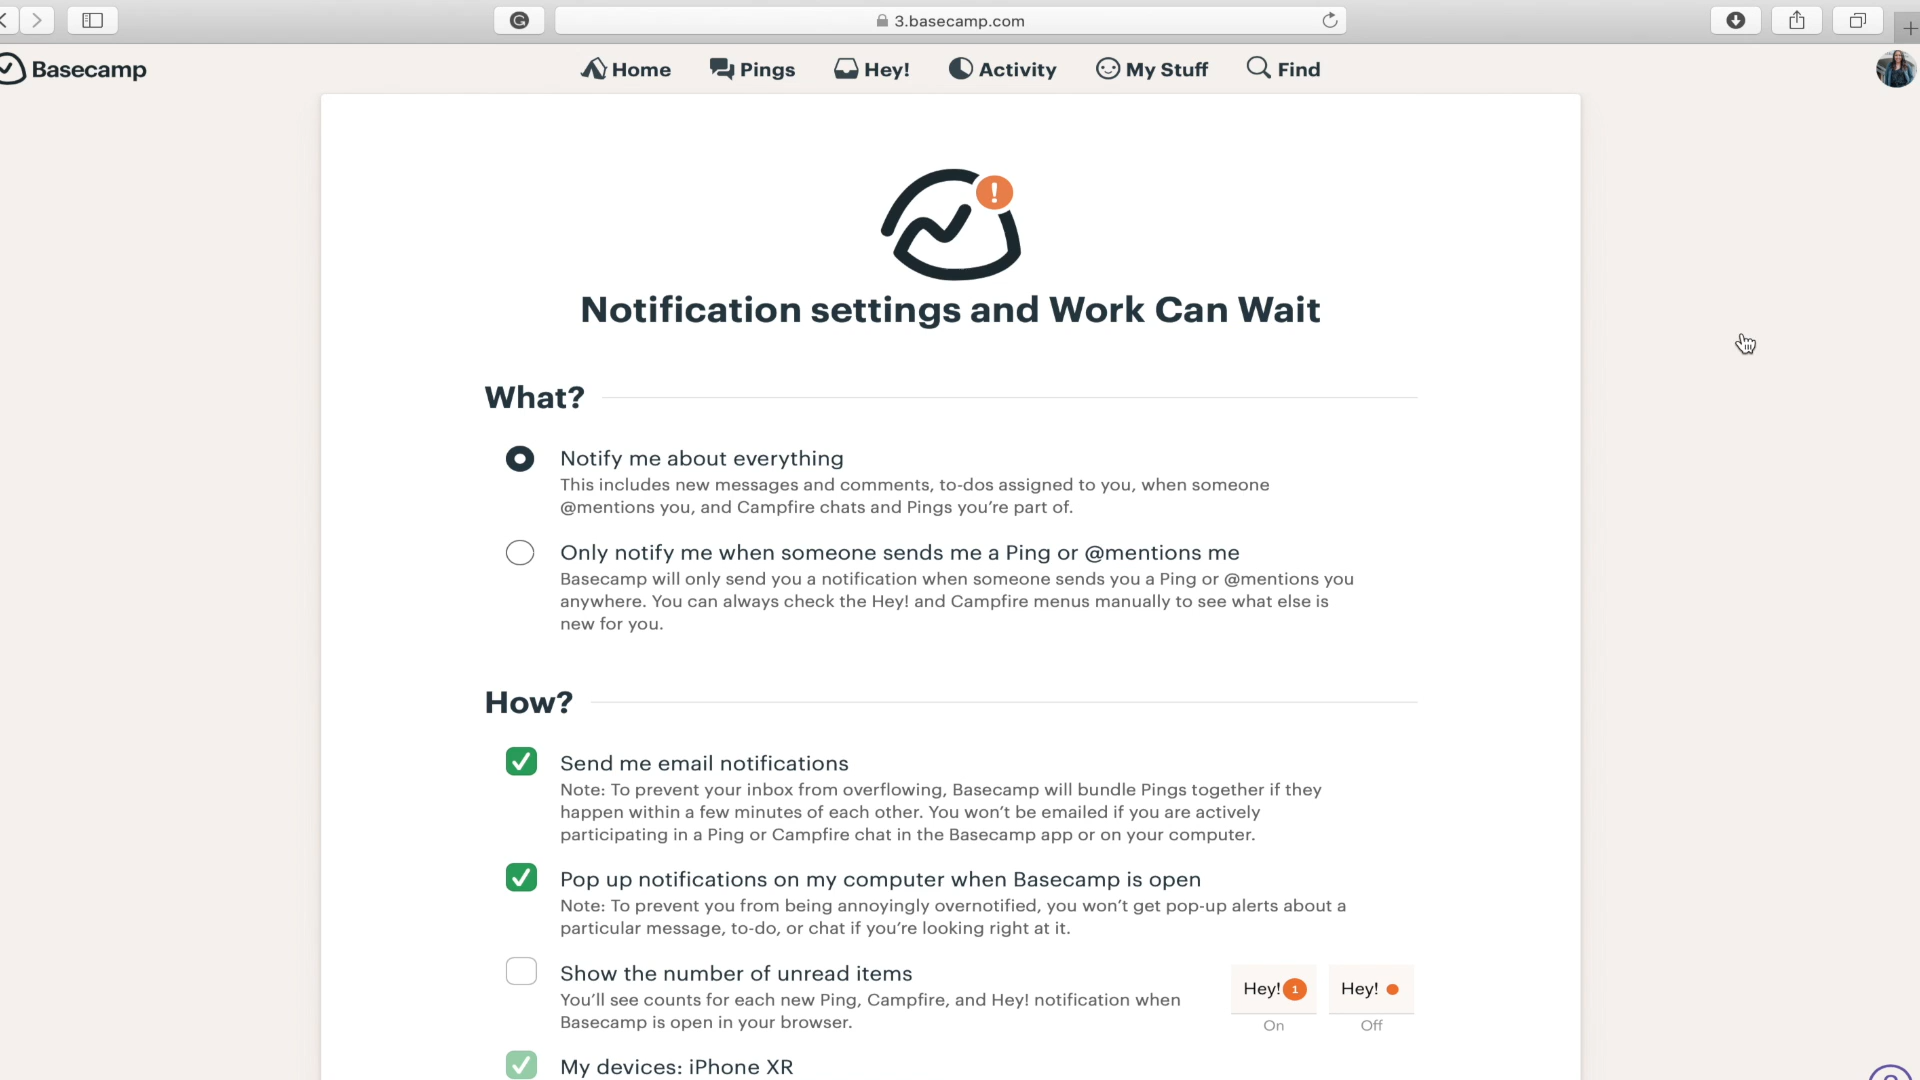 3.basecamp.com
Basecamp
Home
Pings
Hey!
Activity
My Stuff
Find
!
Notification settings and Work Can Wait
What?
Notify me about everything
This includes new messages and comments, to-dos assigned to you, when someone
@mentions you, and Campfire chats and Pings you’re part of.
Only notify me when someone sends me a Ping or @mentions me
Basecamp will only send you a notification when someone sends you a Ping or @mentions you
anywhere. You can always check the Hey! and Campfire menus manually to see what else is
new for you.
How?
Send me email notifications
Note: To prevent your inbox from overflowing, Basecamp will bundle Pings together if they
happen within a few minutes of each other. You won’t be emailed if you are actively
participating in a Ping or Campfire chat in the Basecamp app or on your computer.
Pop up notifications on my computer when Basecamp is open
Note: To prevent you from being annoyingly overnotified, you won’t get pop-up alerts about a
particular message, to-do, or chat if you’re looking right at it.
Show the number of unread items
You’ll see counts for each new Ping, Campfire, and Hey! notification when
Basecamp is open in your browser.
Hey! 1
On
Hey!
Off
My devices: iPhone XR